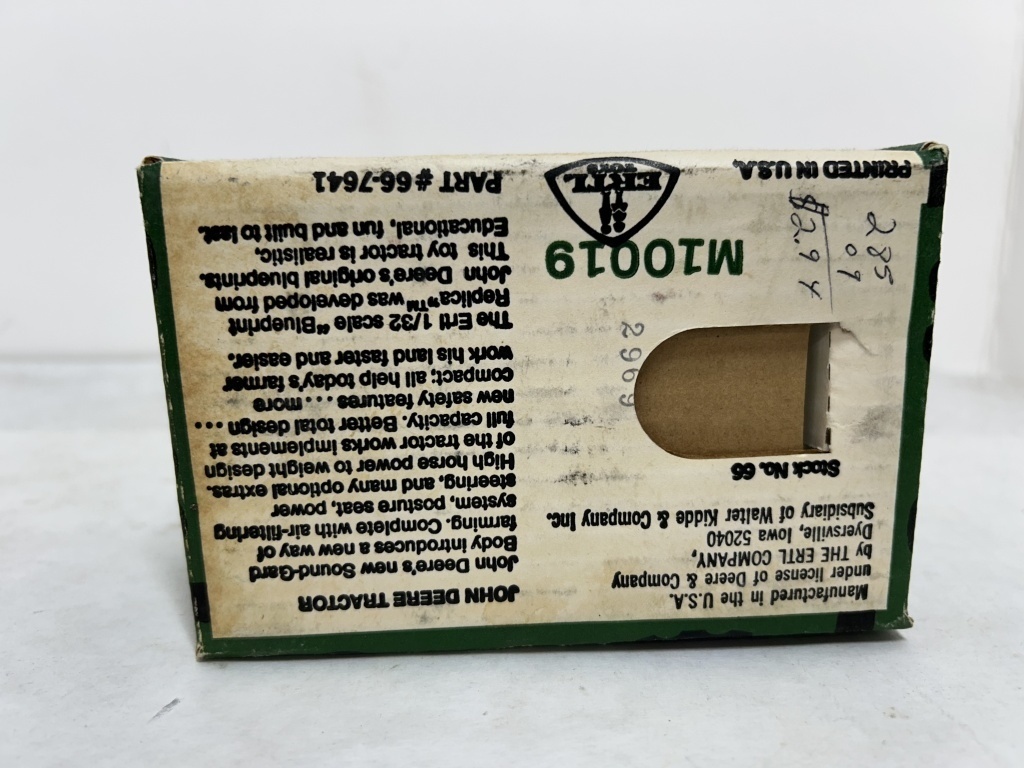 Manufactured in the U.S.A.
under license of Deere & Company
by THE ERTL COMPANY,
Dyersville, Iowa 52040
Subsidiary of Walter Kidde & Company Inc.
Stock No. 66
2969
M10019
285
09
$2.94
PRINTED IN U.S.A.
ERTL
TOYS
JOHN DEERE TRACTOR
John Deere's new Sound-Gard
Body introduces a new way of
farming. Complete with air-filtering
system, posture seat, power
steering, and many optional extras.
High horse power to weight design
of the tractor works implements at
full capacity. Better total design ...
new safety features ... more
compact; all help today's farmer
work his land faster and easier.
The Ertl 1/32 scale "Blueprint
Replica"™ was developed from
John Deere's original blueprints.
This toy tractor is realistic,
Educational, fun and built to last.
PART # 66-7641